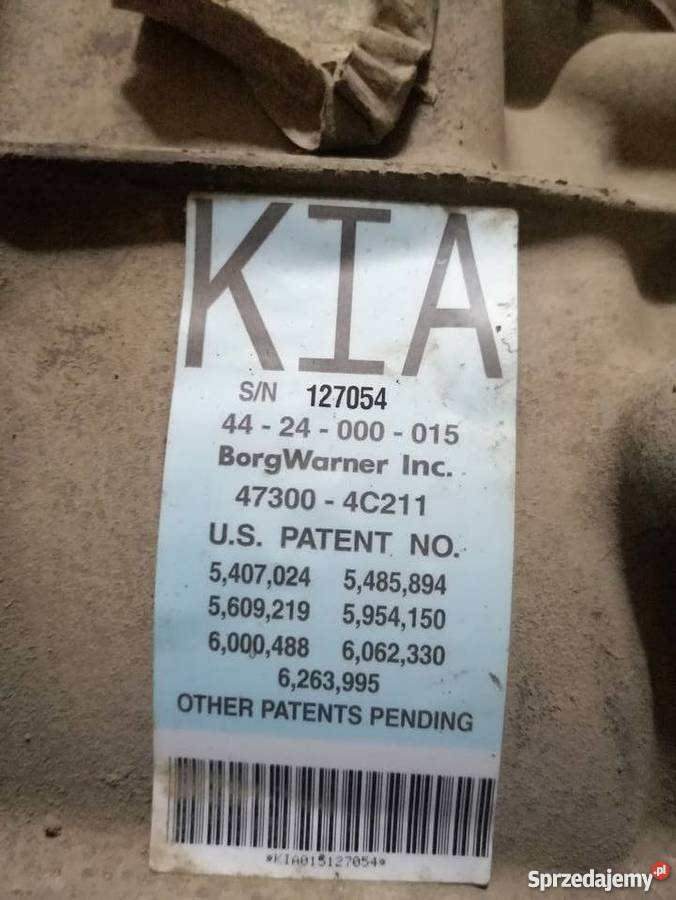 KIA
S/N 127054
44 - 24 - 000 - 015
BorgWarner Inc.
47300 - 4C211
U.S. PATENT NO.
5,407,024 5,485,894
5,609,219 5,954,150
6,000,488 6,062,330
6,263,995
OTHER PATENTS PENDING
*KIA015127054*
Sprzedajemy.pl